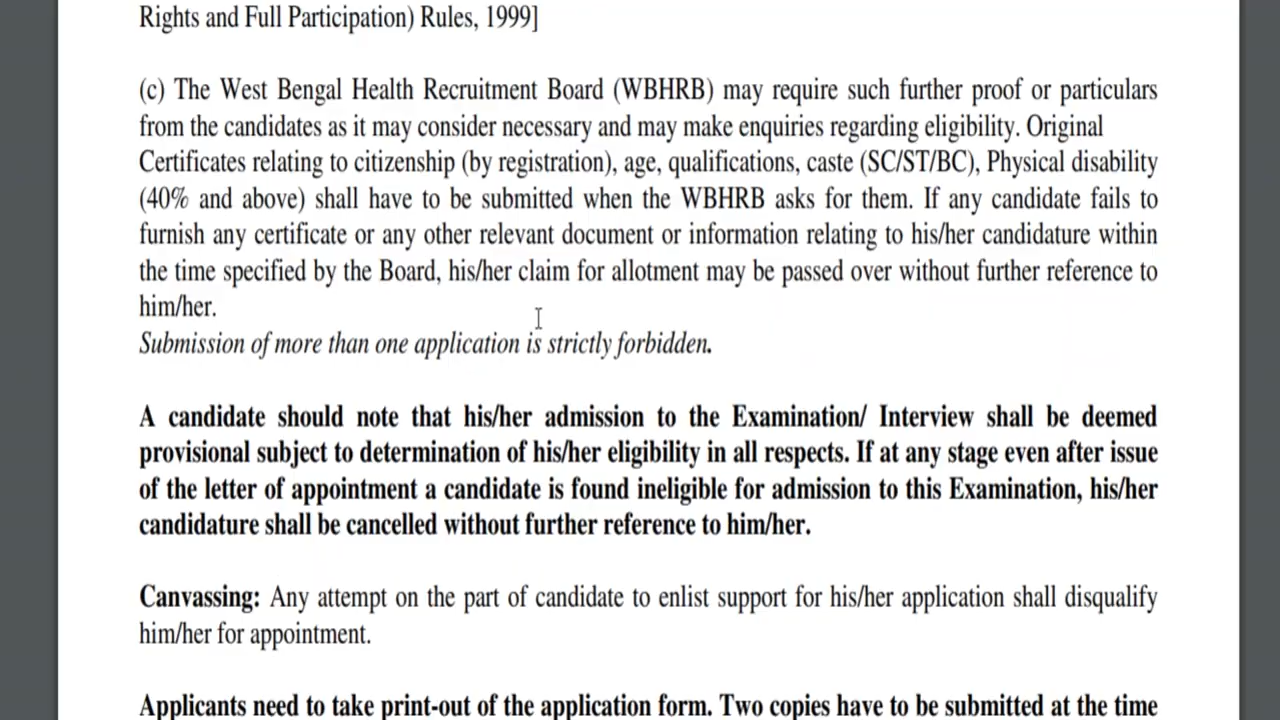 Rights and Full Participation) Rules, 1999]
(c) The West Bengal Health Recruitment Board (WBHRB) may require such further proof or particulars
from the candidates as it may consider necessary and may make enquiries regarding eligibility. Original
Certificates relating to citizenship (by registration), age, qualifications, caste (SC/ST/BC), Physical disability
(40% and above) shall have to be submitted when the WBHRB asks for them. If any candidate fails to
furnish any certificate or any other relevant document or information relating to his/her candidature within
the time specified by the Board, his/her claim for allotment may be passed over without further reference to
him/her.
Submission of more than one application is strictly forbidden.
A candidate should note that his/her admission to the Examination/ Interview shall be deemed
provisional subject to determination of his/her eligibility in all respects. If at any stage even after issue
of the letter of appointment a candidate is found ineligible for admission to this Examination, his/her
candidature shall be cancelled without further reference to him/her.
Canvassing: Any attempt on the part of candidate to enlist support for his/her application shall disqualify
him/her for appointment.
Applicants need to take print-out of the application form. Two copies have to be submitted at the time